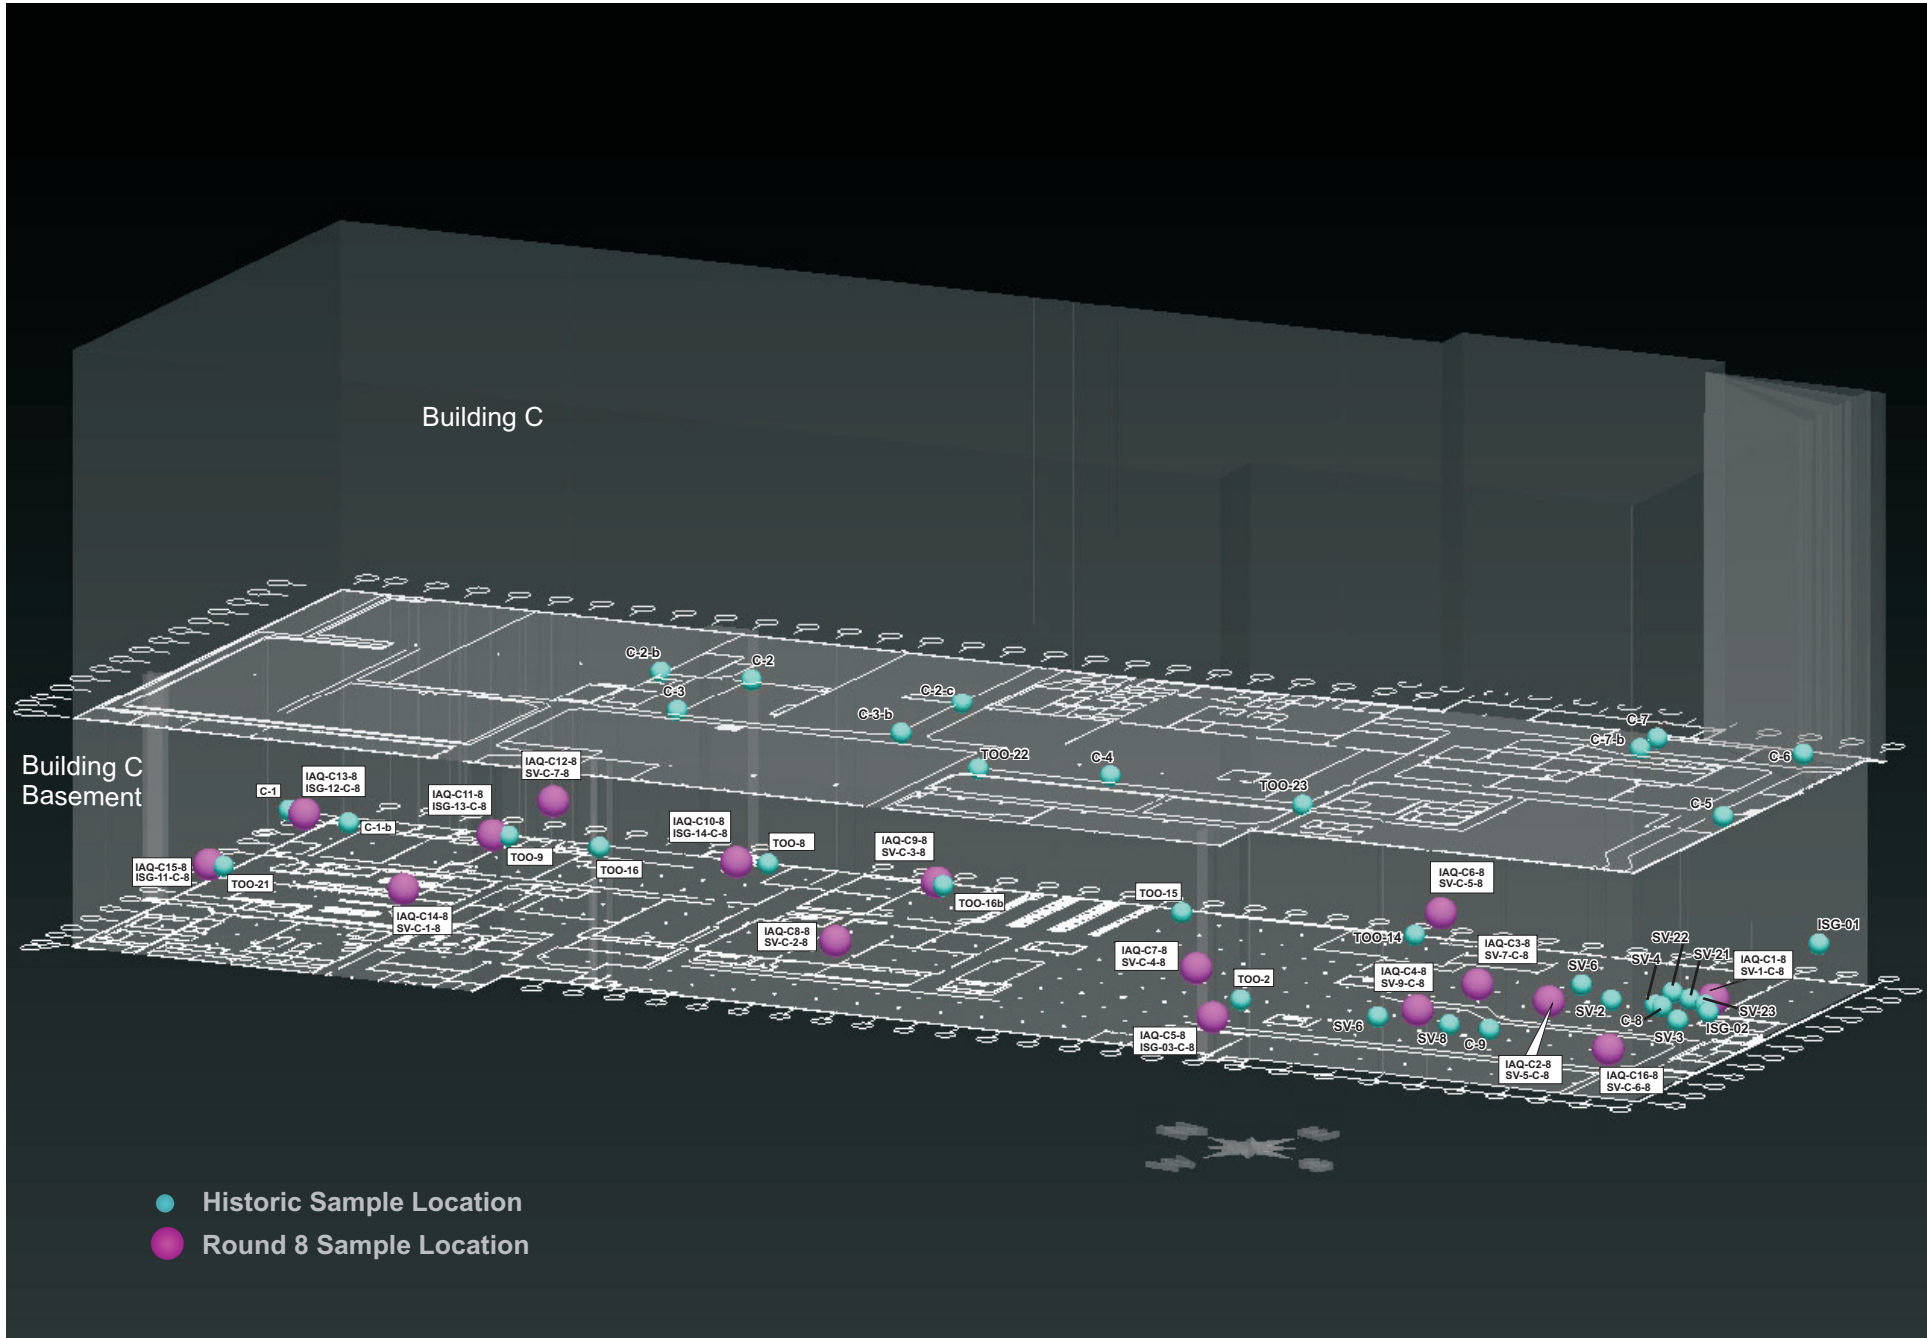 Building C
C-2-b
C-2
C-3
C-2-c
C-3-b
C-7
C-7-b
C-6
TOO-22
C-4
TOO-23
C-5
Building C
Basement
IAQ-C12-8
SV-C-7-8
IAQ-C13-8
ISG-12-C-8
C-1
IAQ-C11-8
ISG-13-C-8
C-1-b
IAQ-C10-8
ISG-14-C-8
TOO-8
IAQ-C9-8
SV-C-3-8
TOO-9
TOO-16
IAQ-C15-8
ISG-11-C-8
TOO-21
IAQ-C6-8
SV-C-5-8
TOO-15
TOO-16b
IAQ-C14-8
SV-C-1-8
IAQ-C8-8
SV-C-2-8
TOO-14
ISG-01
IAQ-C7-8
SV-C-4-8
IAQ-C3-8
SV-7-C-8
SV-22
SV-4
SV-21
IAQ-C1-8
SV-1-C-8
SV-6
TOO-2
IAQ-C4-8
SV-9-C-8
SV-2
C-8
SV-23
SV-6
ISG-02
SV-3
SV-8
C-9
IAQ-C5-8
ISG-03-C-8
IAQ-C2-8
SV-5-C-8
IAQ-C16-8
SV-C-6-8
Historic Sample Location
Round 8 Sample Location